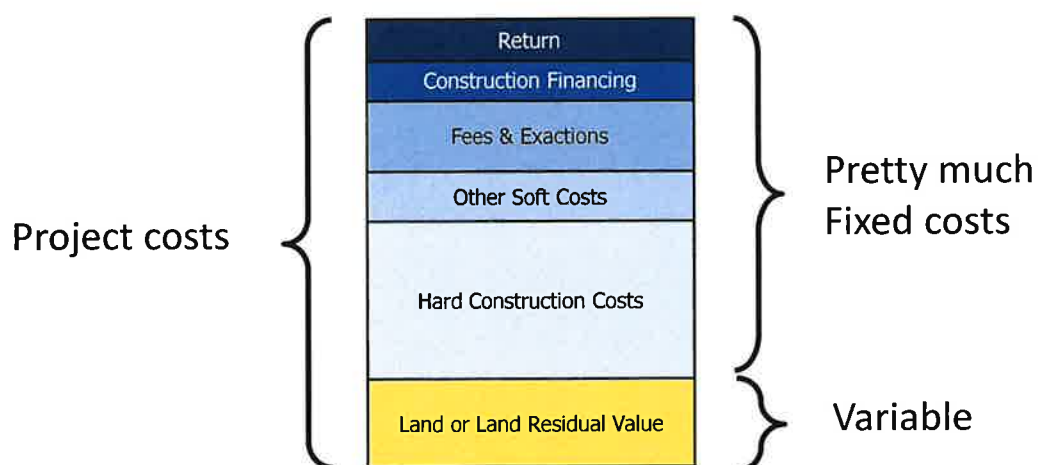 Project costs
Return
Construction Financing
Fees & Exactions
Other Soft Costs
Hard Construction Costs
Land or Land Residual Value
Pretty much
Fixed costs
Variable